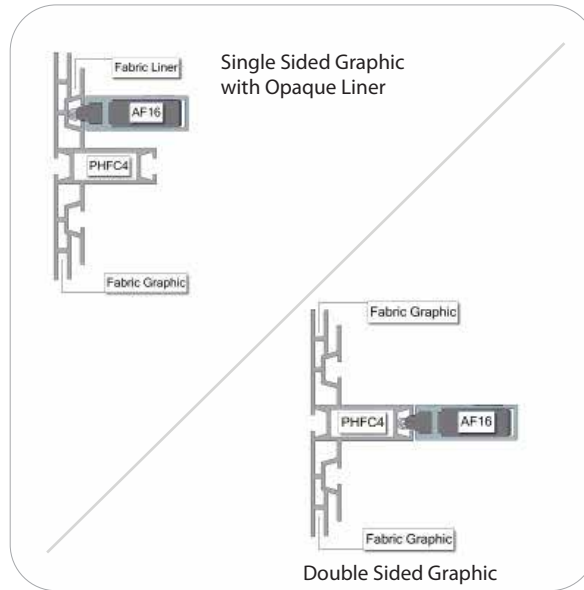 Single Sided Graphic
with Opaque Liner
Fabric Liner
AF16
PHFC4
Fabric Graphic
Fabric Graphic
PHFC4
AF16
Fabric Graphic
Double Sided Graphic